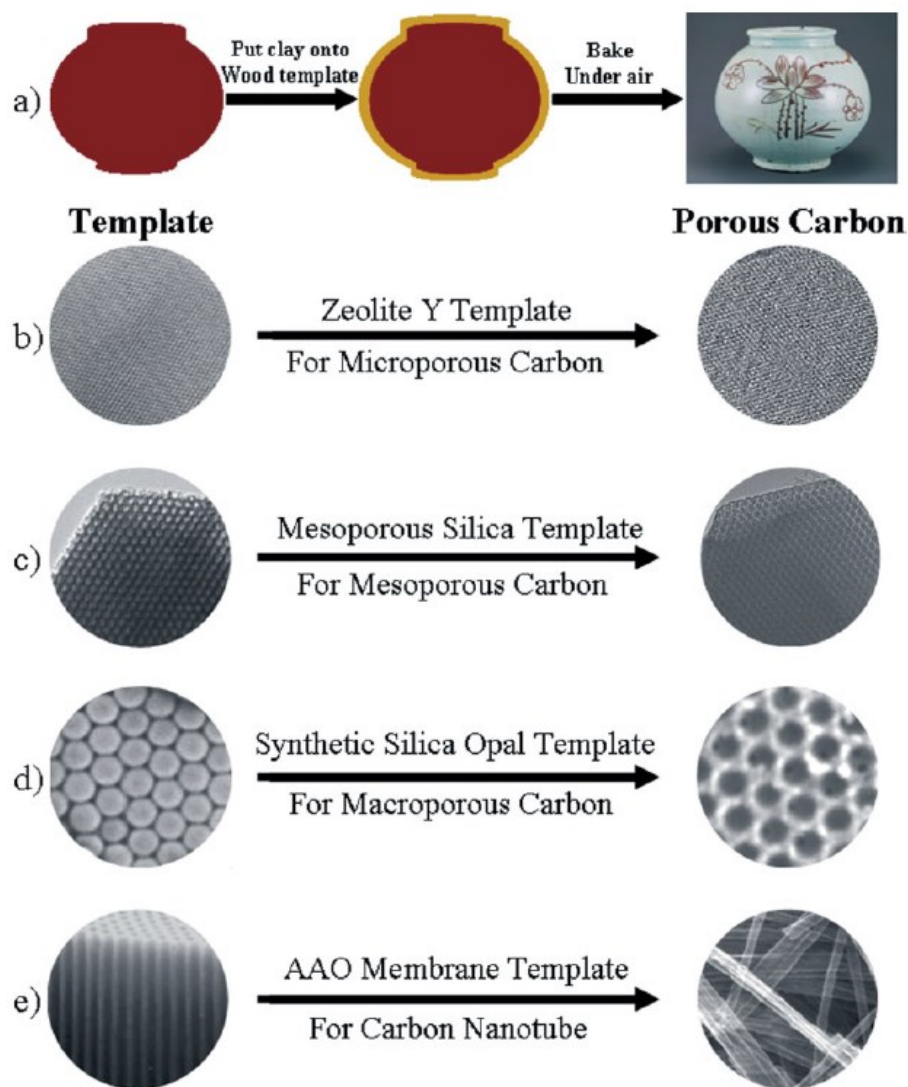 a)
Put clay onto
Wood template
Bake
Under air
Template
Porous Carbon
b)
Zeolite Y Template
For Microporous Carbon
c)
Mesoporous Silica Template
For Mesoporous Carbon
d)
Synthetic Silica Opal Template
For Macroporous Carbon
e)
AAO Membrane Template
For Carbon Nanotube